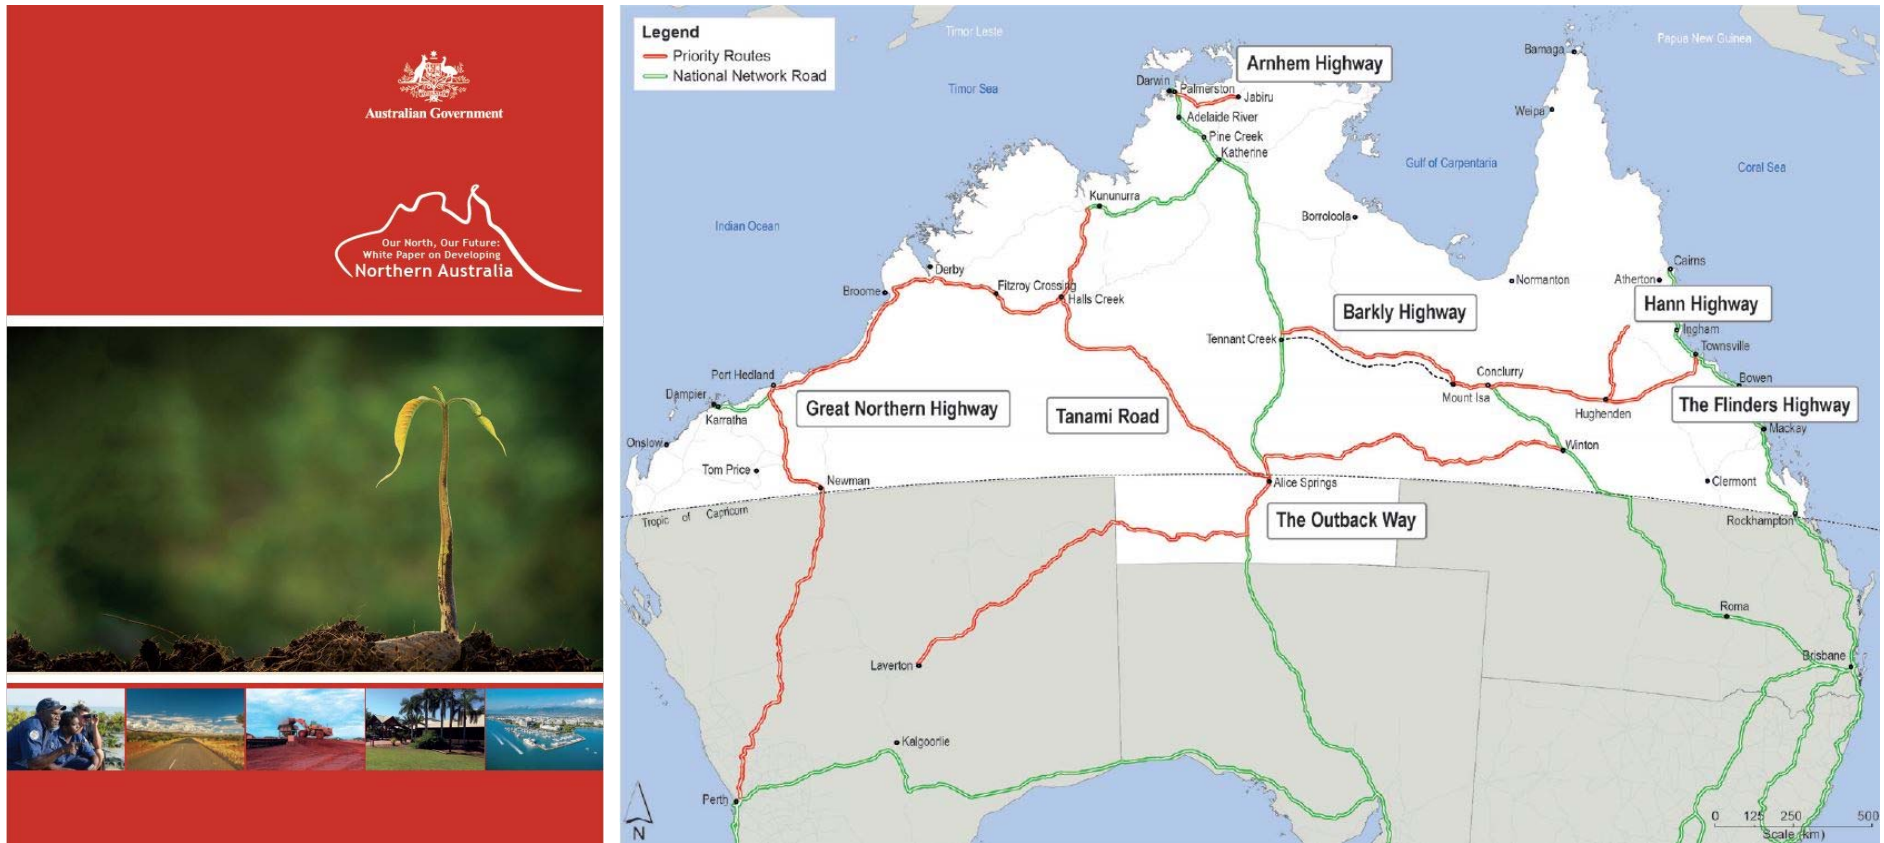 Australian Government
Our North, Our Future:
White Paper on Developing
Northern Australia
Legend
Priority Routes
National Network Road
Timor Leste
Papua New Guinea
Timor Sea
Indian Ocean
Gulf of Carpentaria
Coral Sea
Arnhem Highway
Darwin
Palmerston
Jabiru
Adelaide River
Pine Creek
Katherine
Bamaga
Weipa
Kununurra
Borroloola
Derby
Broome
Fitzroy Crossing
Halls Creek
Normanton
Cairns
Atherton
Hann Highway
Barkly Highway
Ingham
Tennant Creek
Townsville
Port Hedland
Dampier
Karratha
Conclurry
Mount Isa
Bowen
Hughenden
Great Northern Highway
Tanami Road
The Flinders Highway
Mackay
Onslow
Tom Price
Newman
Winton
Clermont
Alice Springs
Tropic of Capricorn
The Outback Way
Rockhampton
Roma
Laverton
Brisbane
Kalgoorlie
Perth
N
0 125 250 500
Scale (km)